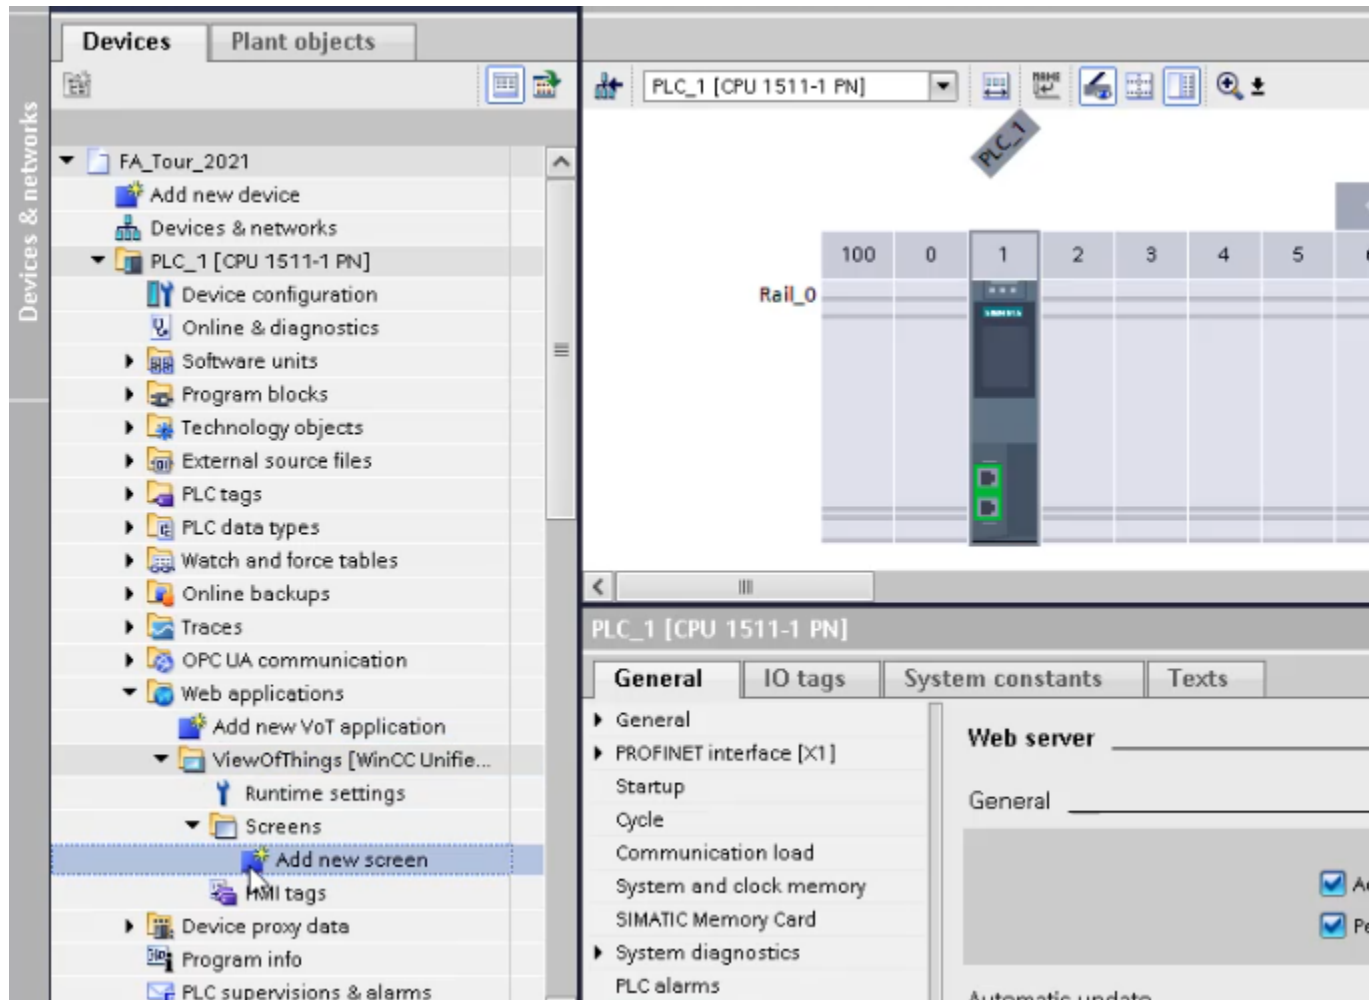 Devices & networks
Devices
Plant objects
FA_Tour_2021
Add new device
Devices & networks
PLC_1 [CPU 1511-1 PN]
Device configuration
Online & diagnostics
Software units
Program blocks
Technology objects
External source files
PLC tags
PLC data types
Watch and force tables
Online backups
Traces
OPC UA communication
Web applications
Add new VoT application
ViewOfThings [WinCC Unifie...
Runtime settings
Screens
Add new screen
HMI tags
Device proxy data
Program info
PLC supervisions & alarms
PLC_1 [CPU 1511-1 PN]
PLC_1
100 0 1 2 3 4 5
Rail_0
SIEMENS
PLC_1 [CPU 1511-1 PN]
General
IO tags
System constants
Texts
General
PROFINET interface [X1]
Startup
Cycle
Communication load
System and clock memory
SIMATIC Memory Card
System diagnostics
PLC alarms
Web server
General
Automatic update